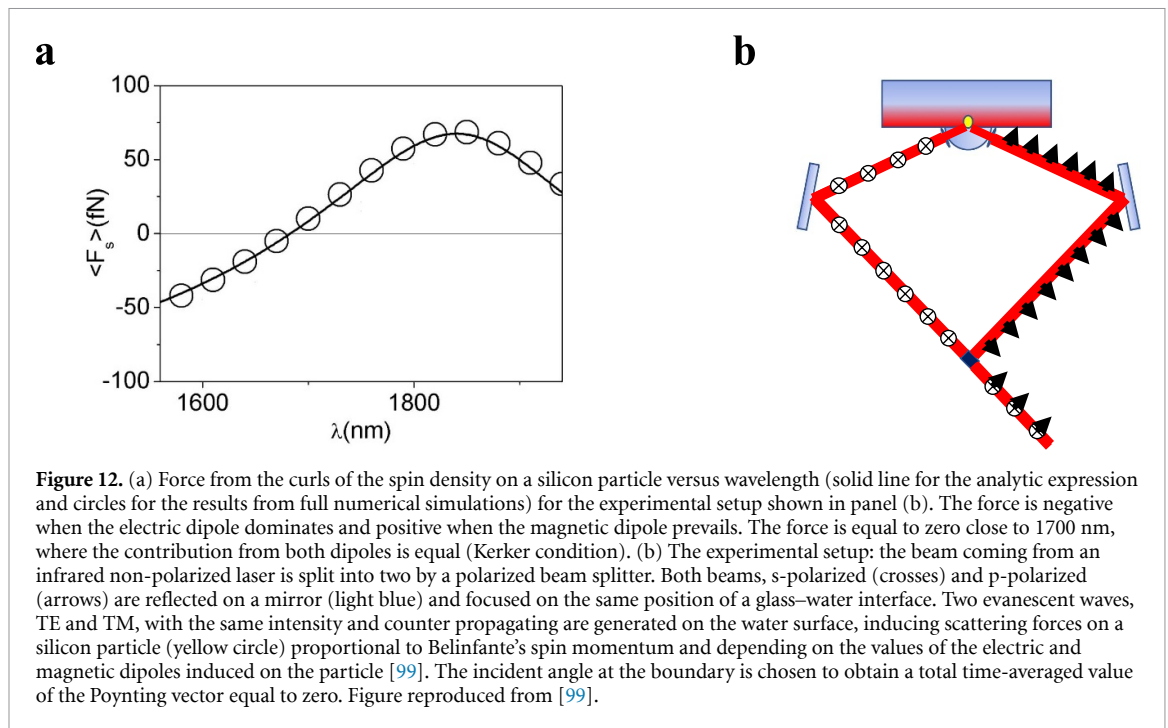 a
b
100
50
0
-50
-100
<F_s>(fN)
1600
1800
λ(nm)
Figure 12. (a) Force from the curls of the spin density on a silicon particle versus wavelength (solid line for the analytic expression
and circles for the results from full numerical simulations) for the experimental setup shown in panel (b). The force is negative
when the electric dipole dominates and positive when the magnetic dipole prevails. The force is equal to zero close to 1700 nm,
where the contribution from both dipoles is equal (Kerker condition). (b) The experimental setup: the beam coming from an
infrared non-polarized laser is split into two by a polarized beam splitter. Both beams, s-polarized (crosses) and p-polarized
(arrows) are reflected on a mirror (light blue) and focused on the same position of a glass–water interface. Two evanescent waves,
TE and TM, with the same intensity and counter propagating are generated on the water surface, inducing scattering forces on a
silicon particle (yellow circle) proportional to Belinfante's spin momentum and depending on the values of the electric and
magnetic dipoles induced on the particle [99]. The incident angle at the boundary is chosen to obtain a total time-averaged value
of the Poynting vector equal to zero. Figure reproduced from [99].